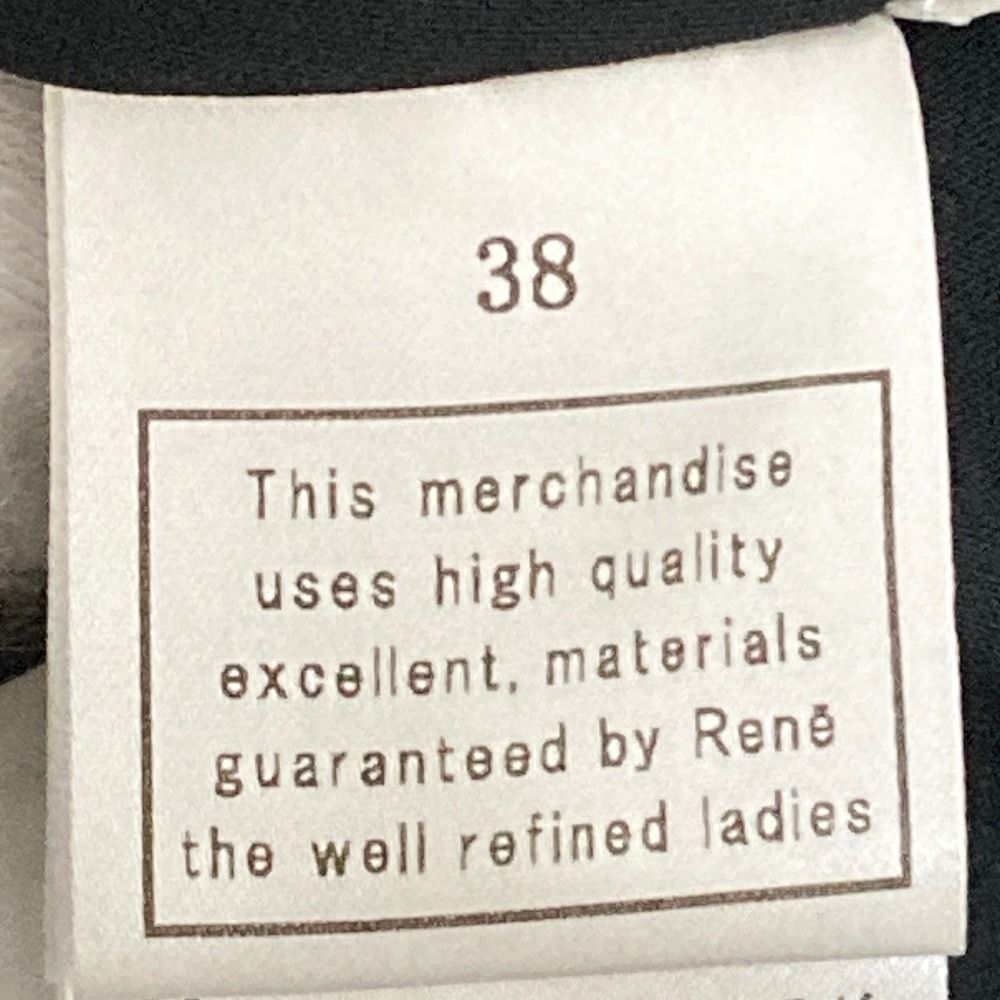 38
This merchandise
uses high quality
excellent, materials
guaranteed by René
the well refined ladies